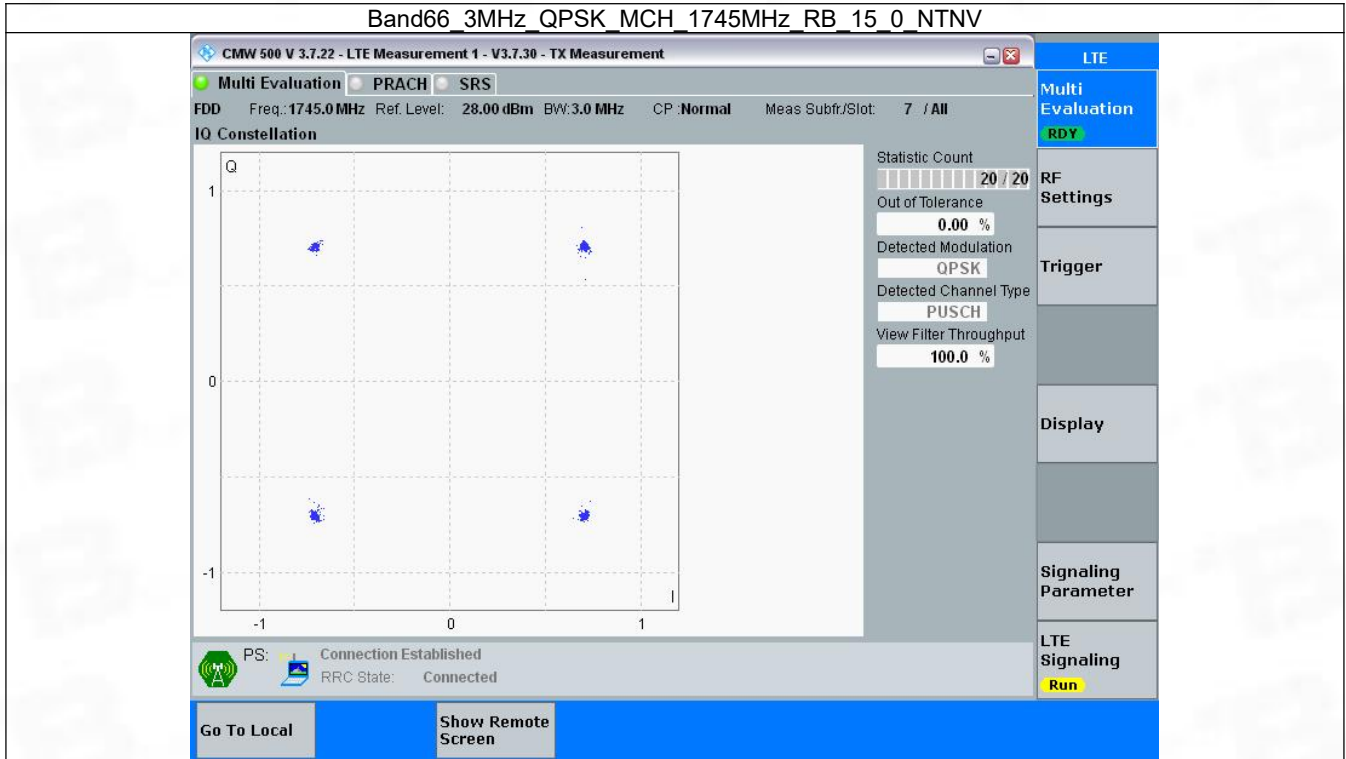 Band66_3MHz_QPSK_MCH_1745MHz_RB_15_0_NTNV
CMW 500 V 3.7.22 - LTE Measurement 1 - V3.7.30 - TX Measurement
LTE
Multi Evaluation PRACH SRS
FDD Freq.: 1745.0 MHz Ref. Level: 28.00 dBm BW: 3.0 MHz CP : Normal Meas Subfr./Slot: 7 / All
IQ Constellation
Q
1
0
-1
I
-1 0 1
Statistic Count
20 / 20
Out of Tolerance
0.00 %
Detected Modulation
QPSK
Detected Channel Type
PUSCH
View Filter Throughput
100.0 %
Multi
Evaluation
RDY
RF
Settings
Trigger
Display
Signaling
Parameter
LTE
Signaling
Run
PS: Connection Established
RRC State: Connected
Go To Local
Show Remote
Screen